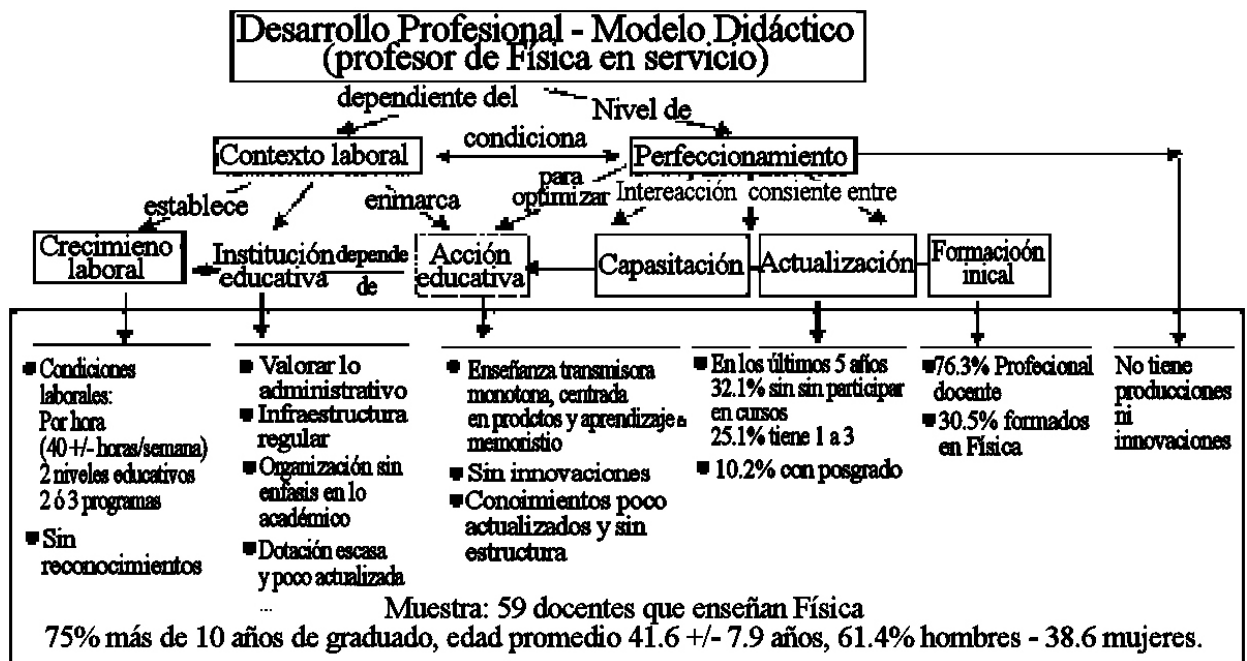 Desarrollo Profesional - Modelo Didáctico
(profesor de Física en servicio)
dependiente del
Nivel de
Contexto laboral
condiciona
Perfeccionamiento
establece
enmarca
para
optimizar
Intereacción consiente entre
Crecimieno
laboral
Institución
educativa
depende
de
Acción
educativa
Capasitación
Actualización
Formacioón
inical
Condiciones
laborales:
Por hora
(40 +/- horas/semana)
2 niveles educativos
2 ó 3 programas
Sin
reconocimientos
Valorar lo
administrativo
Infraestructura
regular
Organización sin
enfasis en lo
académico
Dotación escasa
y poco actualizada
...
Enseñanza transmisora
monotona, centrada
en prodctos y aprendizaje
memoristio
Sin innovaciones
Conoimientos poco
actualizados y sin
estructura
En los últimos 5 años
32.1% sin sin participar
en cursos
25.1% tiene 1 a 3
10.2% con posgrado
76.3% Profecional
docente
30.5% formados
en Física
No tiene
producciones
ni
innovaciones
Muestra: 59 docentes que enseñan Física
75% más de 10 años de graduado, edad promedio 41.6 +/- 7.9 años, 61.4% hombres - 38.6 mujeres.